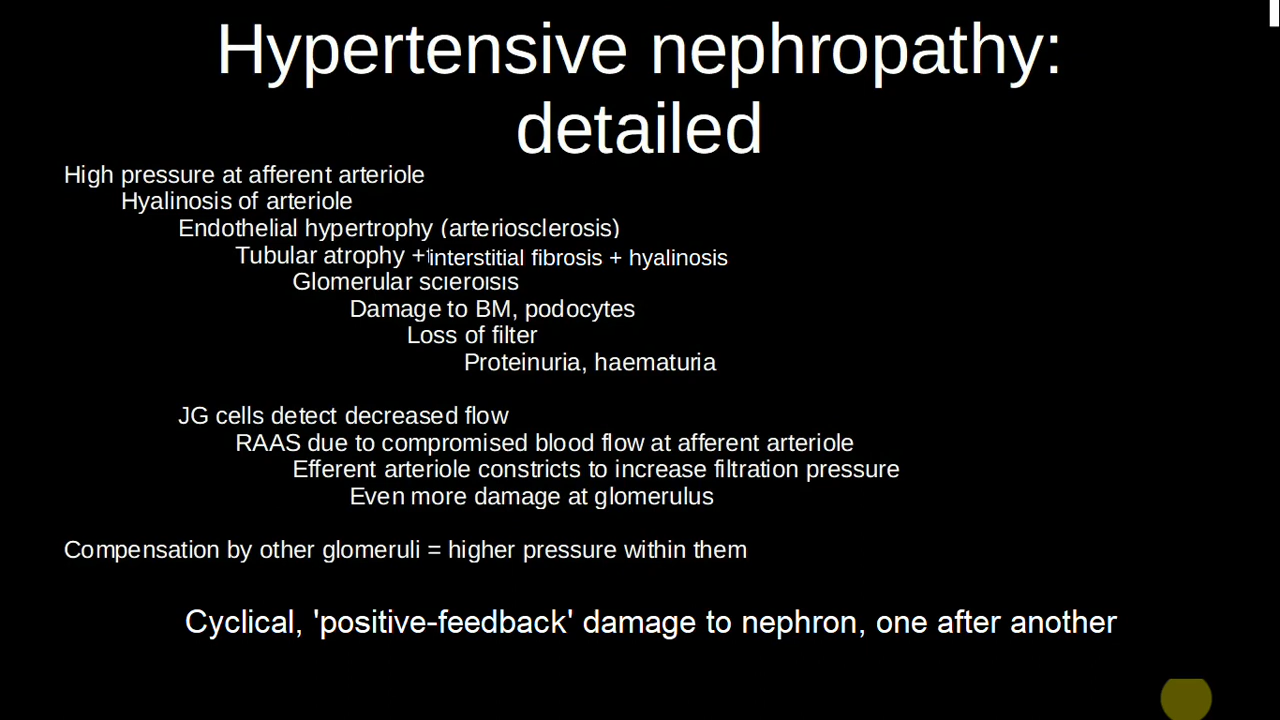 Hypertensive nephropathy:
detailed
High pressure at afferent arteriole
Hyalinosis of arteriole
Endothelial hypertrophy (arteriosclerosis)
Tubular atrophy + interstitial fibrosis + hyalinosis
Glomerular sclerolsis
Damage to BM, podocytes
Loss of filter
Proteinuria, haematuria
JG cells detect decreased flow
RAAS due to compromised blood flow at afferent arteriole
Efferent arteriole constricts to increase filtration pressure
Even more damage at glomerulus
Compensation by other glomeruli = higher pressure within them
Cyclical, 'positive-feedback' damage to nephron, one after another